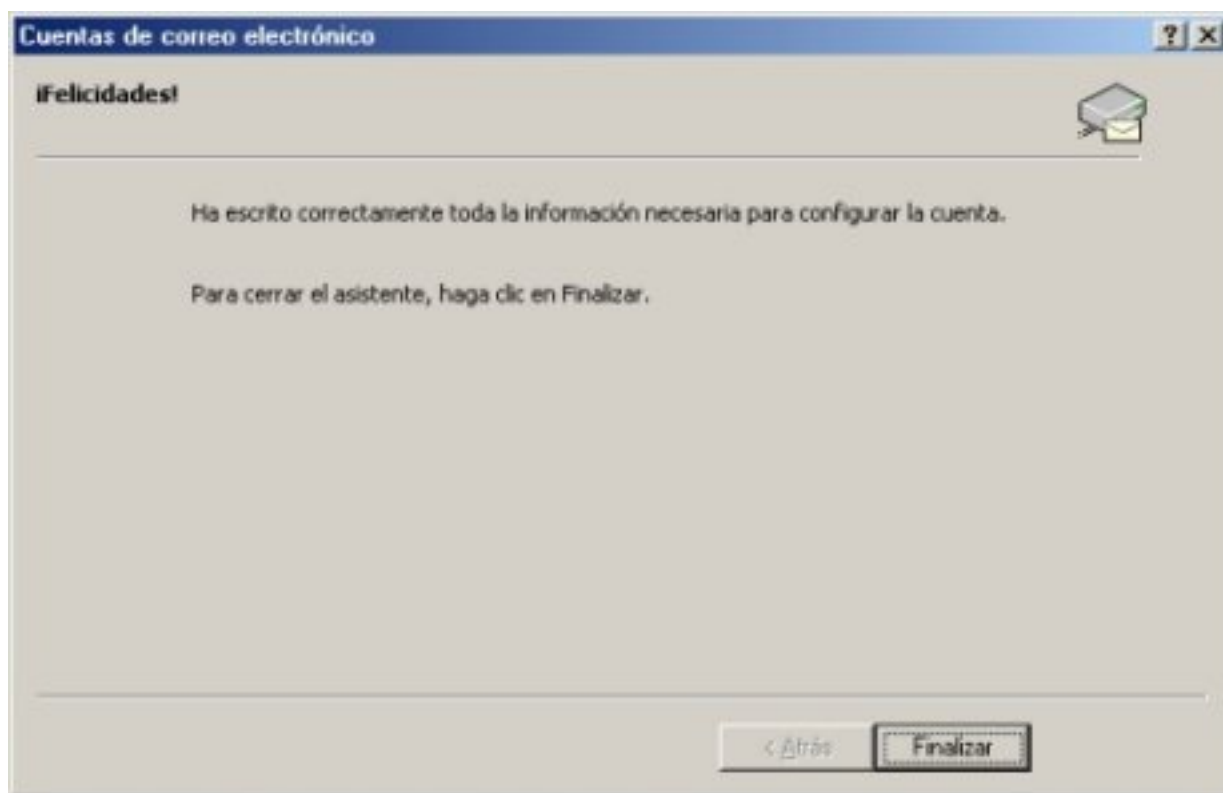 Cuentas de correo electrónico
¡Felicidades!
Ha escrito correctamente toda la información necesaria para configurar la cuenta.
Para cerrar el asistente, haga clic en Finalizar.
< Atrás Finalizar